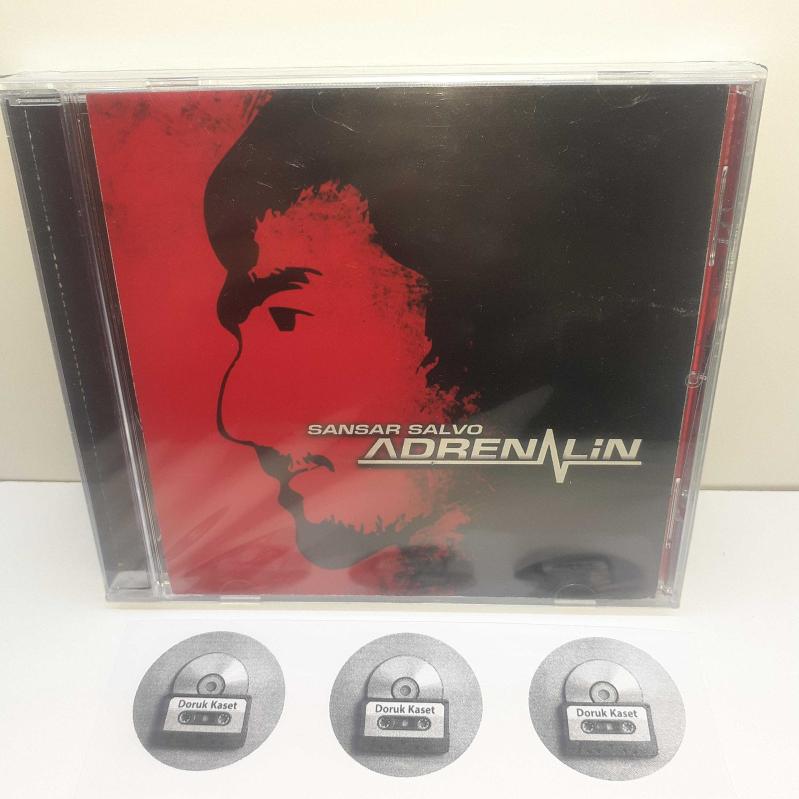 SANSAR SALVO
ADRENALiN
Doruk Kaset
Doruk Kaset
Doruk Kaset